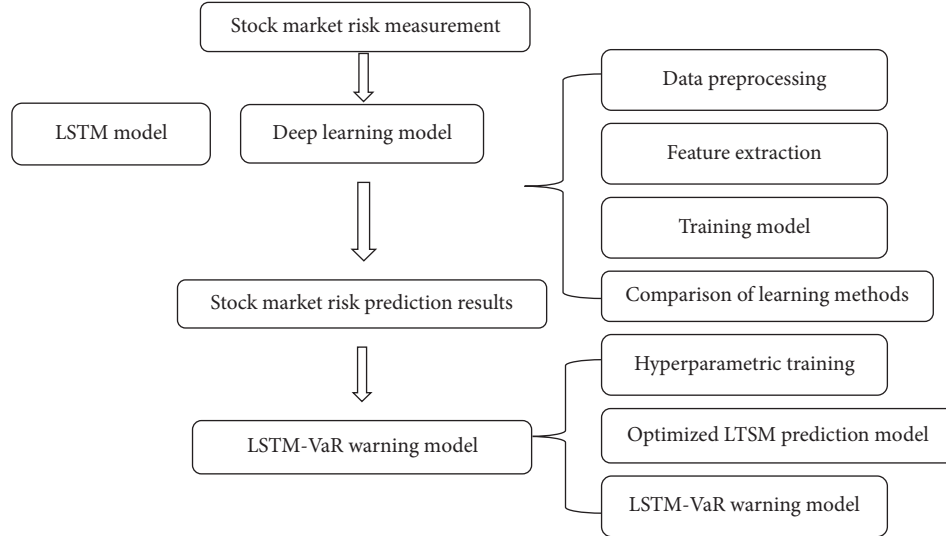 Stock market risk measurement
LSTM model
Deep learning model
Stock market risk prediction results
LSTM-VaR warning model
Data preprocessing
Feature extraction
Training model
Comparison of learning methods
Hyperparametric training
Optimized LTSM prediction model
LSTM-VaR warning model